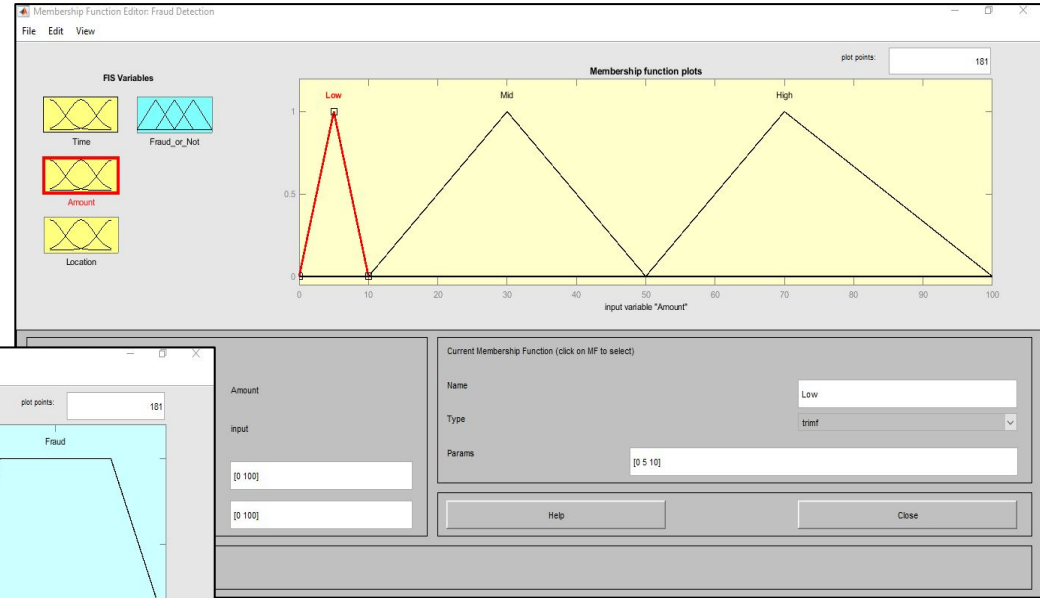 Membership Function Editor: Fraud Detection
File Edit View
plot points: 181
FIS Variables
Membership function plots
Time
Fraud_or_Not
Amount
Location
Low Mid High
1
0.5
0
0 10 20 30 40 50 60 70 80 90 100
input variable "Amount"
Amount
input
[0 100]
[0 100]
Current Membership Function (click on MF to select)
Name Low
Type trimf
Params [0 5 10]
Help Close
plot points: 181
Fraud